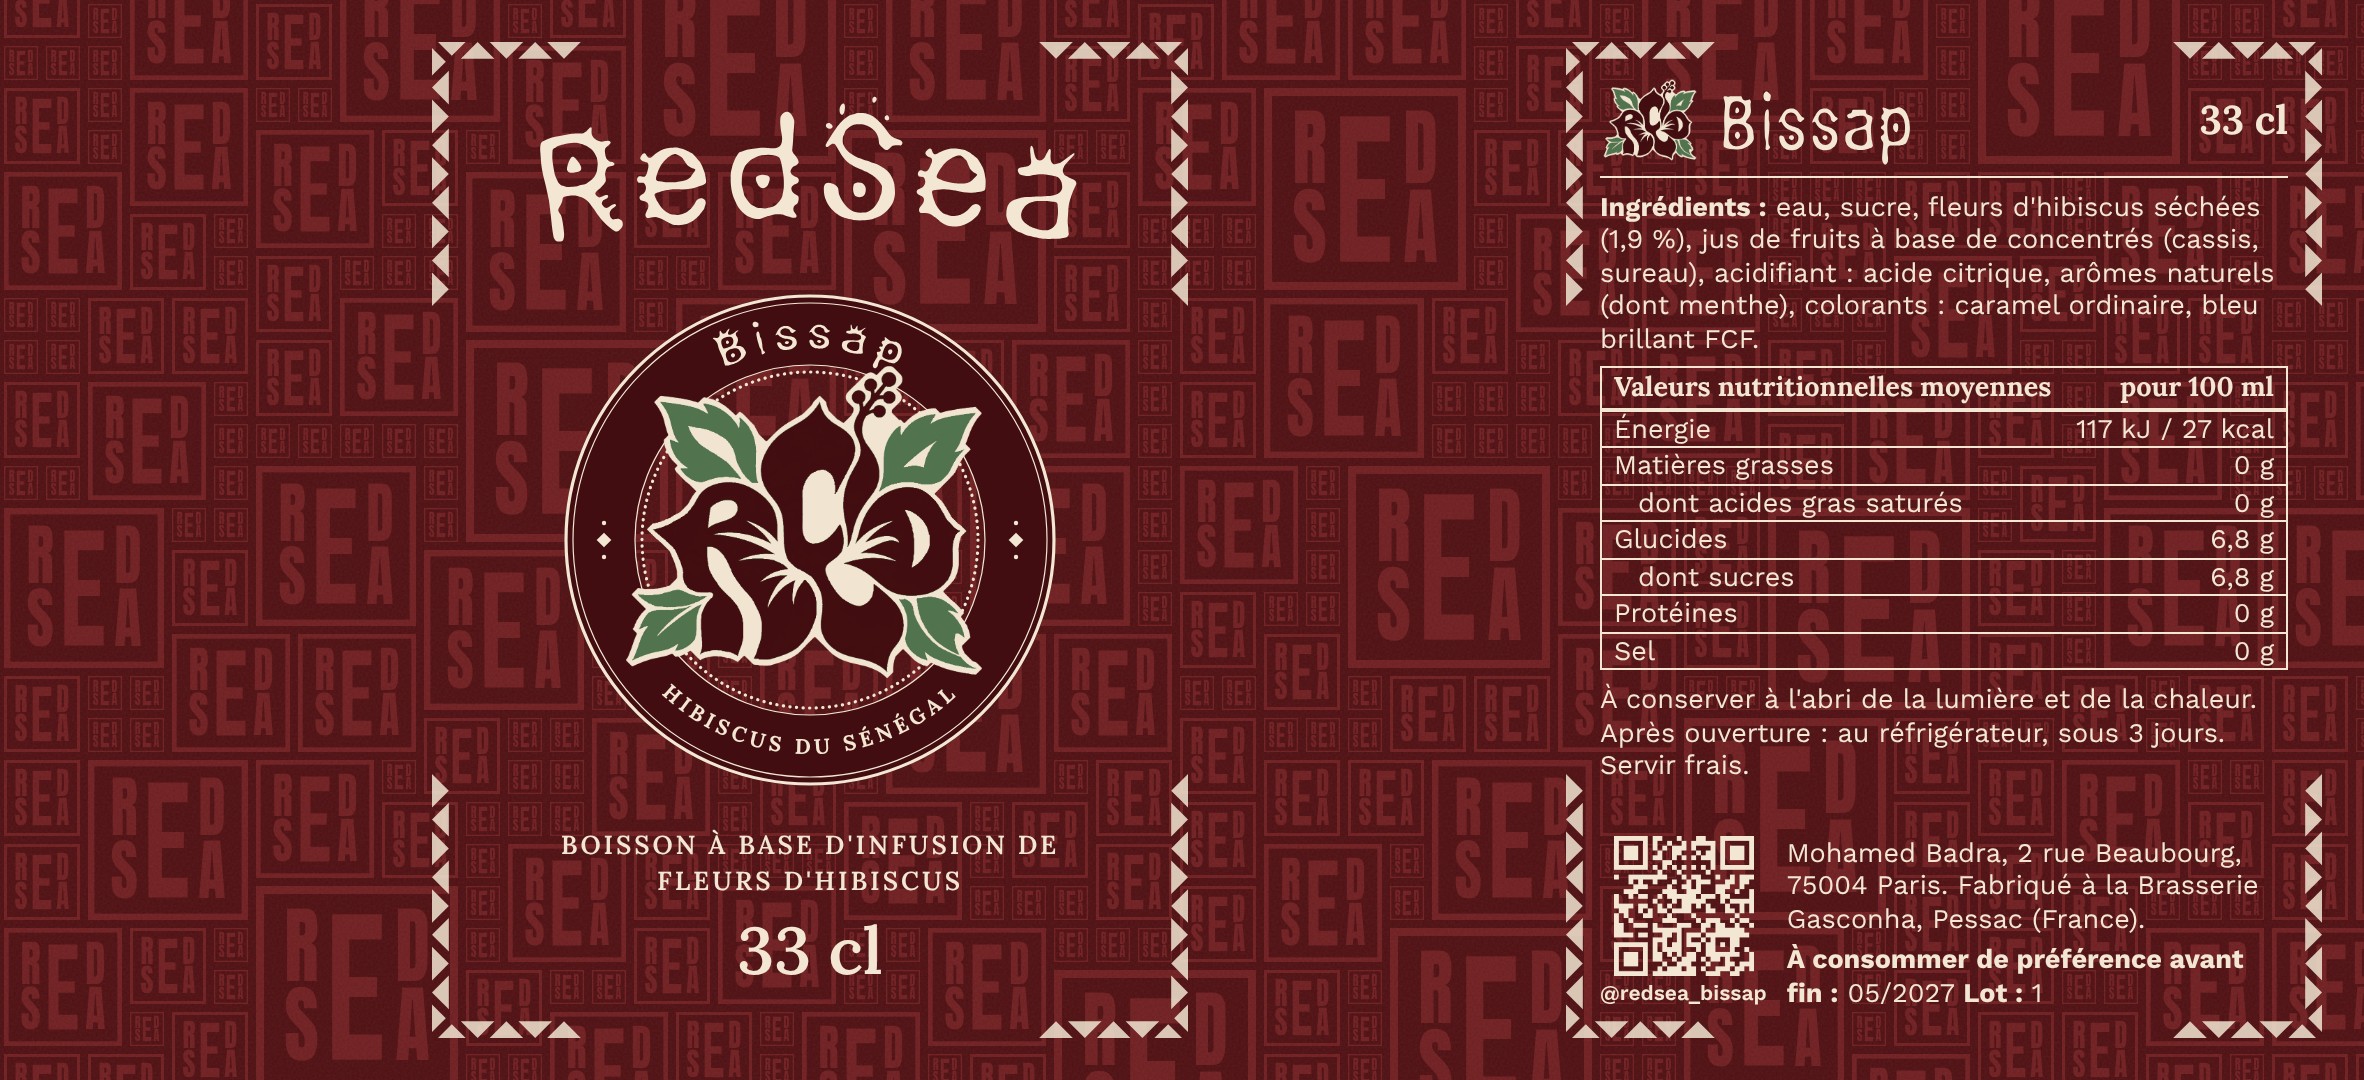 RedSea
Bissap
HIBISCUS DU SÉNÉGAL
BOISSON À BASE D'INFUSION DE
FLEURS D'HIBISCUS
33 cl
Bissap
33 cl
Ingrédients : eau, sucre, fleurs d'hibiscus séchées
(1,9 %), jus de fruits à base de concentrés (cassis,
sureau), acidifiant : acide citrique, arômes naturels
(dont menthe), colorants : caramel ordinaire, bleu
brillant FCF.
Valeurs nutritionnelles moyennes pour 100 ml
Énergie 117 kJ / 27 kcal
Matières grasses 0 g
dont acides gras saturés 0 g
Glucides 6,8 g
dont sucres 6,8 g
Protéines 0 g
Sel 0 g
À conserver à l'abri de la lumière et de la chaleur.
Après ouverture : au réfrigérateur, sous 3 jours.
Servir frais.
@redsea_bissap
Mohamed Badra, 2 rue Beaubourg,
75004 Paris. Fabriqué à la Brasserie
Gasconha, Pessac (France).
À consommer de préférence avant
fin : 05/2027 Lot : 1